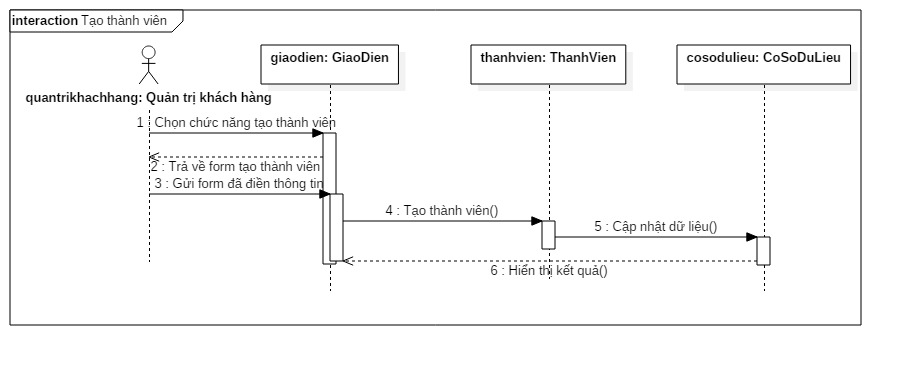 interaction Tạo thành viên
giaodien: GiaoDien
thanhvien: ThanhVien
cosodulieu: CoSoDuLieu
quantrikhachhang: Quản trị khách hàng
1 : Chọn chức năng tạo thành viên
2 : Trả về form tạo thành viên
3 : Gửi form đã điền thông tin
4 : Tạo thành viên()
5 : Cập nhật dữ liệu()
6 : Hiển thị kết quả()